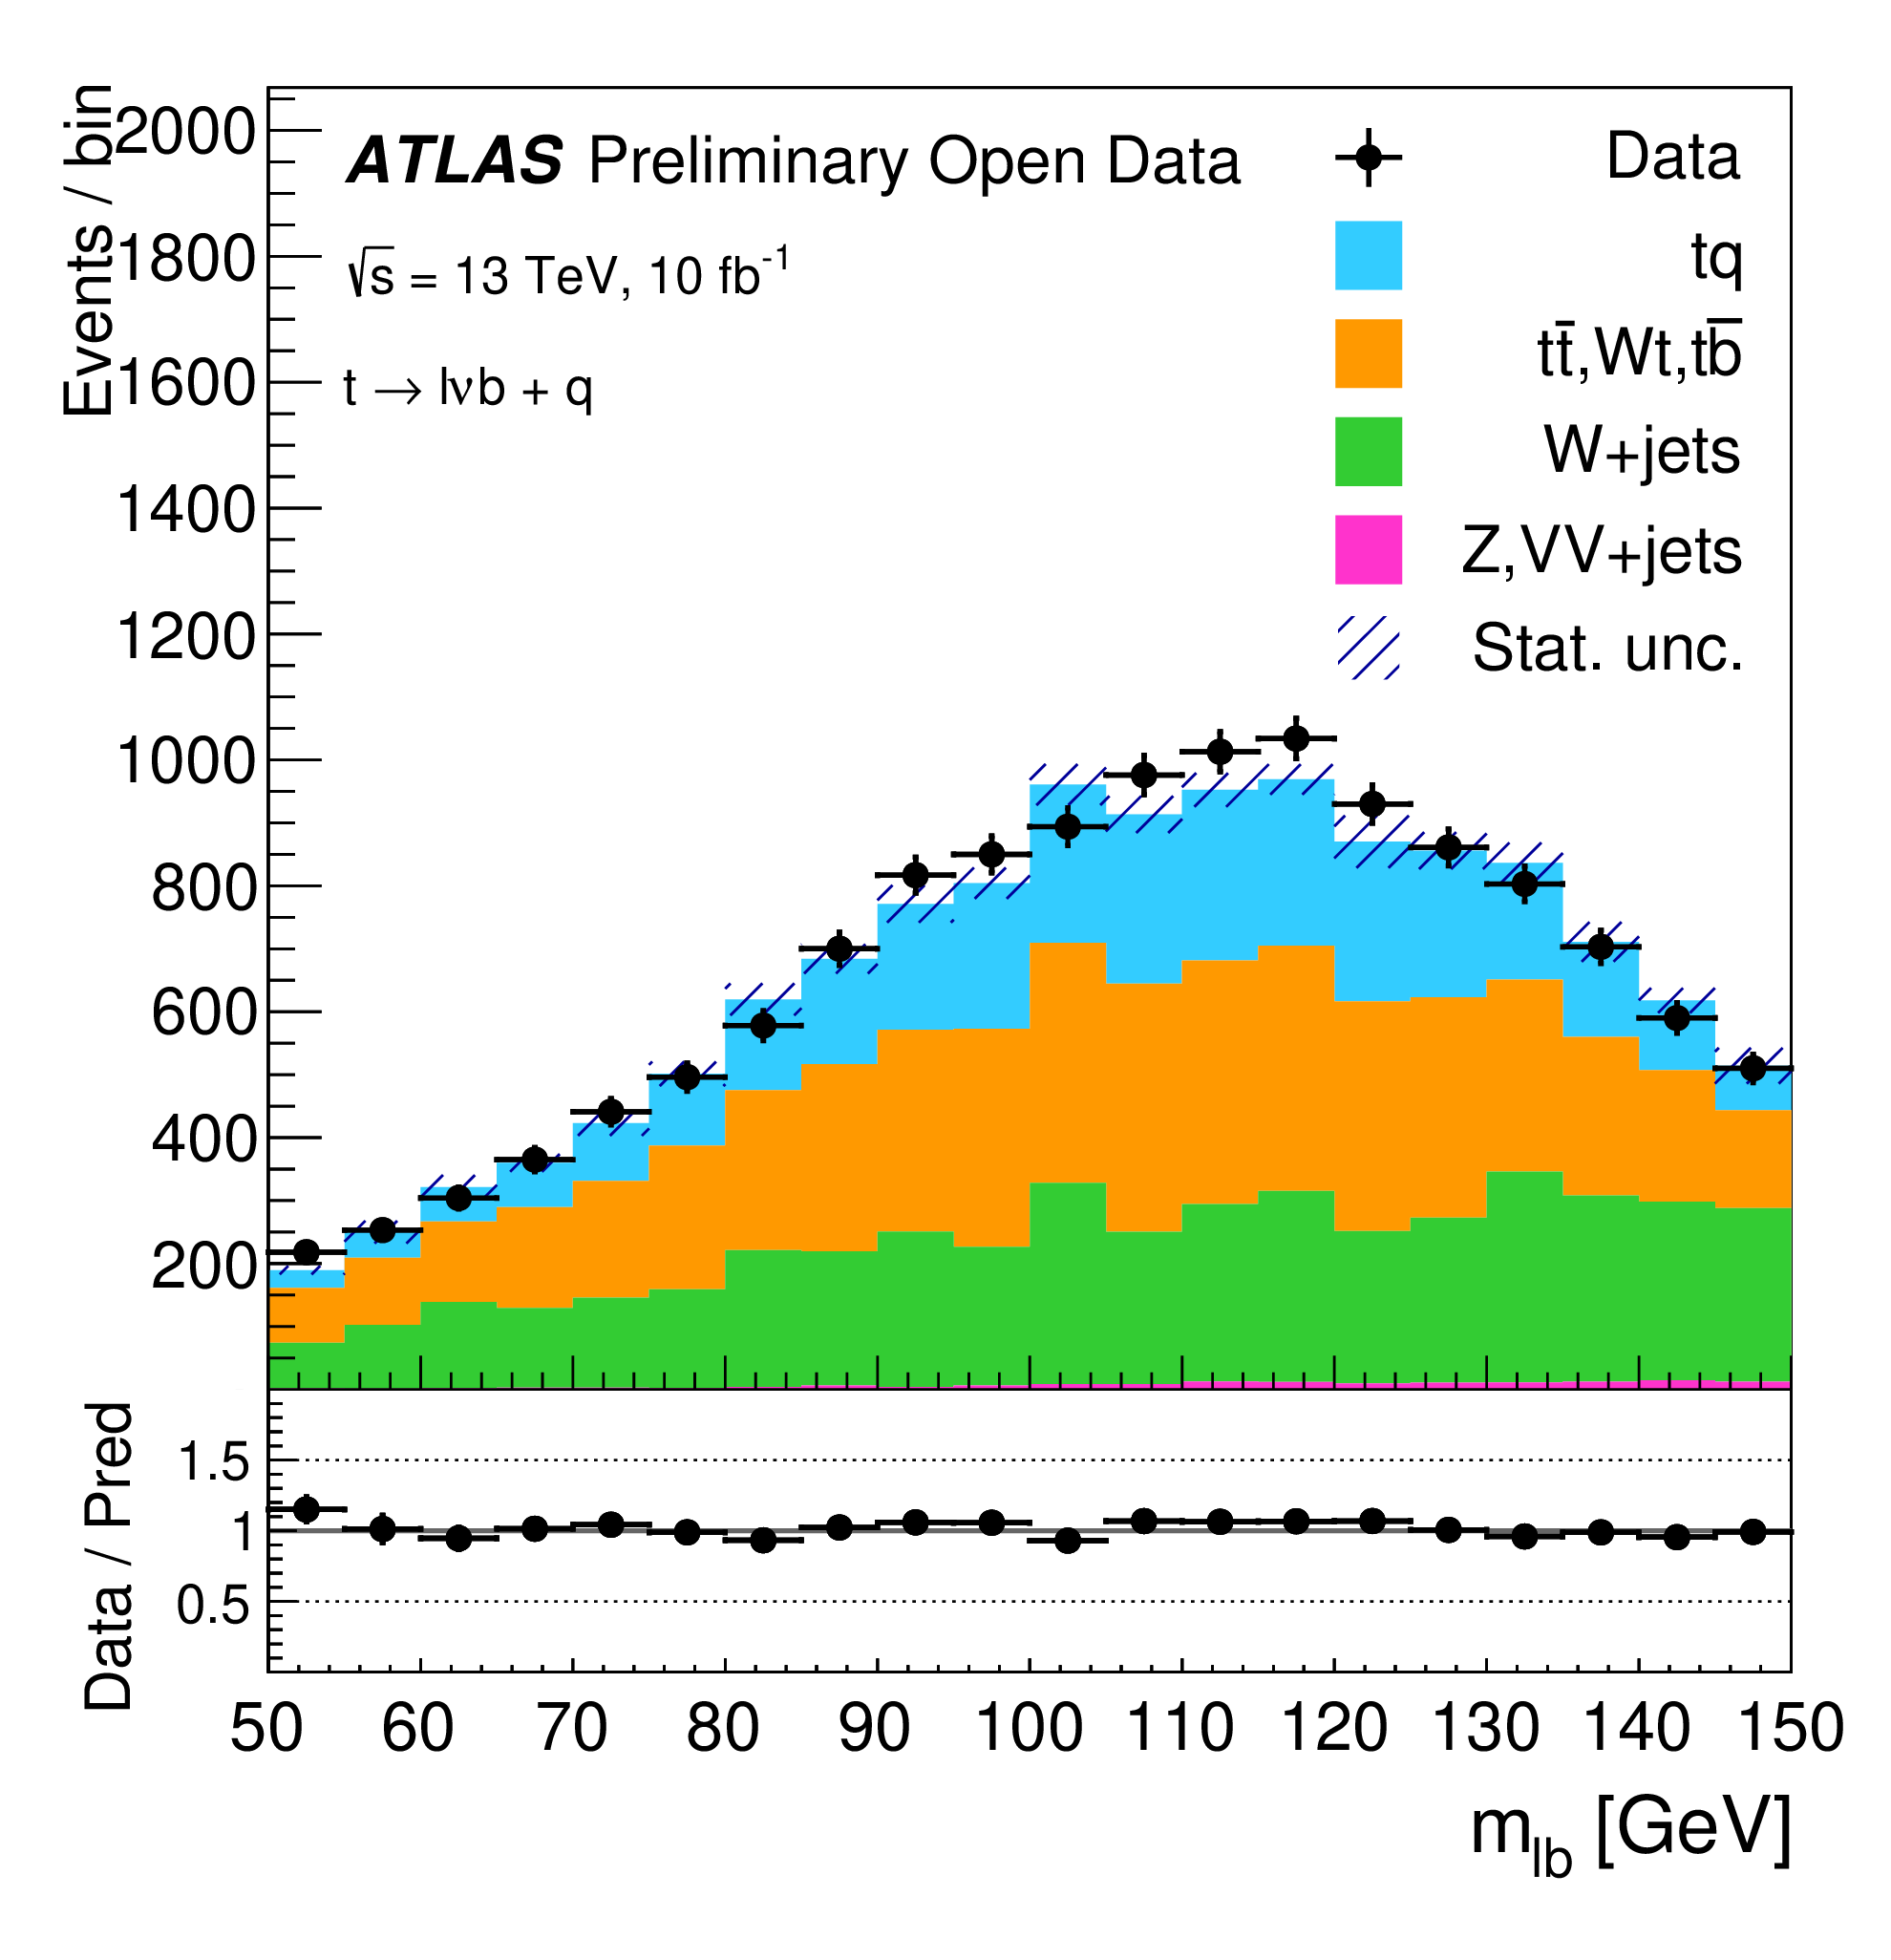 Events / bin
2000
1800
1600
1400
1200
1000
800
600
400
200
ATLAS Preliminary Open Data
√s = 13 TeV, 10 fb⁻¹
t → lνb + q
Data
tq
tt̄,Wt,tb̄
W+jets
Z,VV+jets
Stat. unc.
Data / Pred
1.5
1
0.5
50 60 70 80 90 100 110 120 130 140 150
m_lb [GeV]